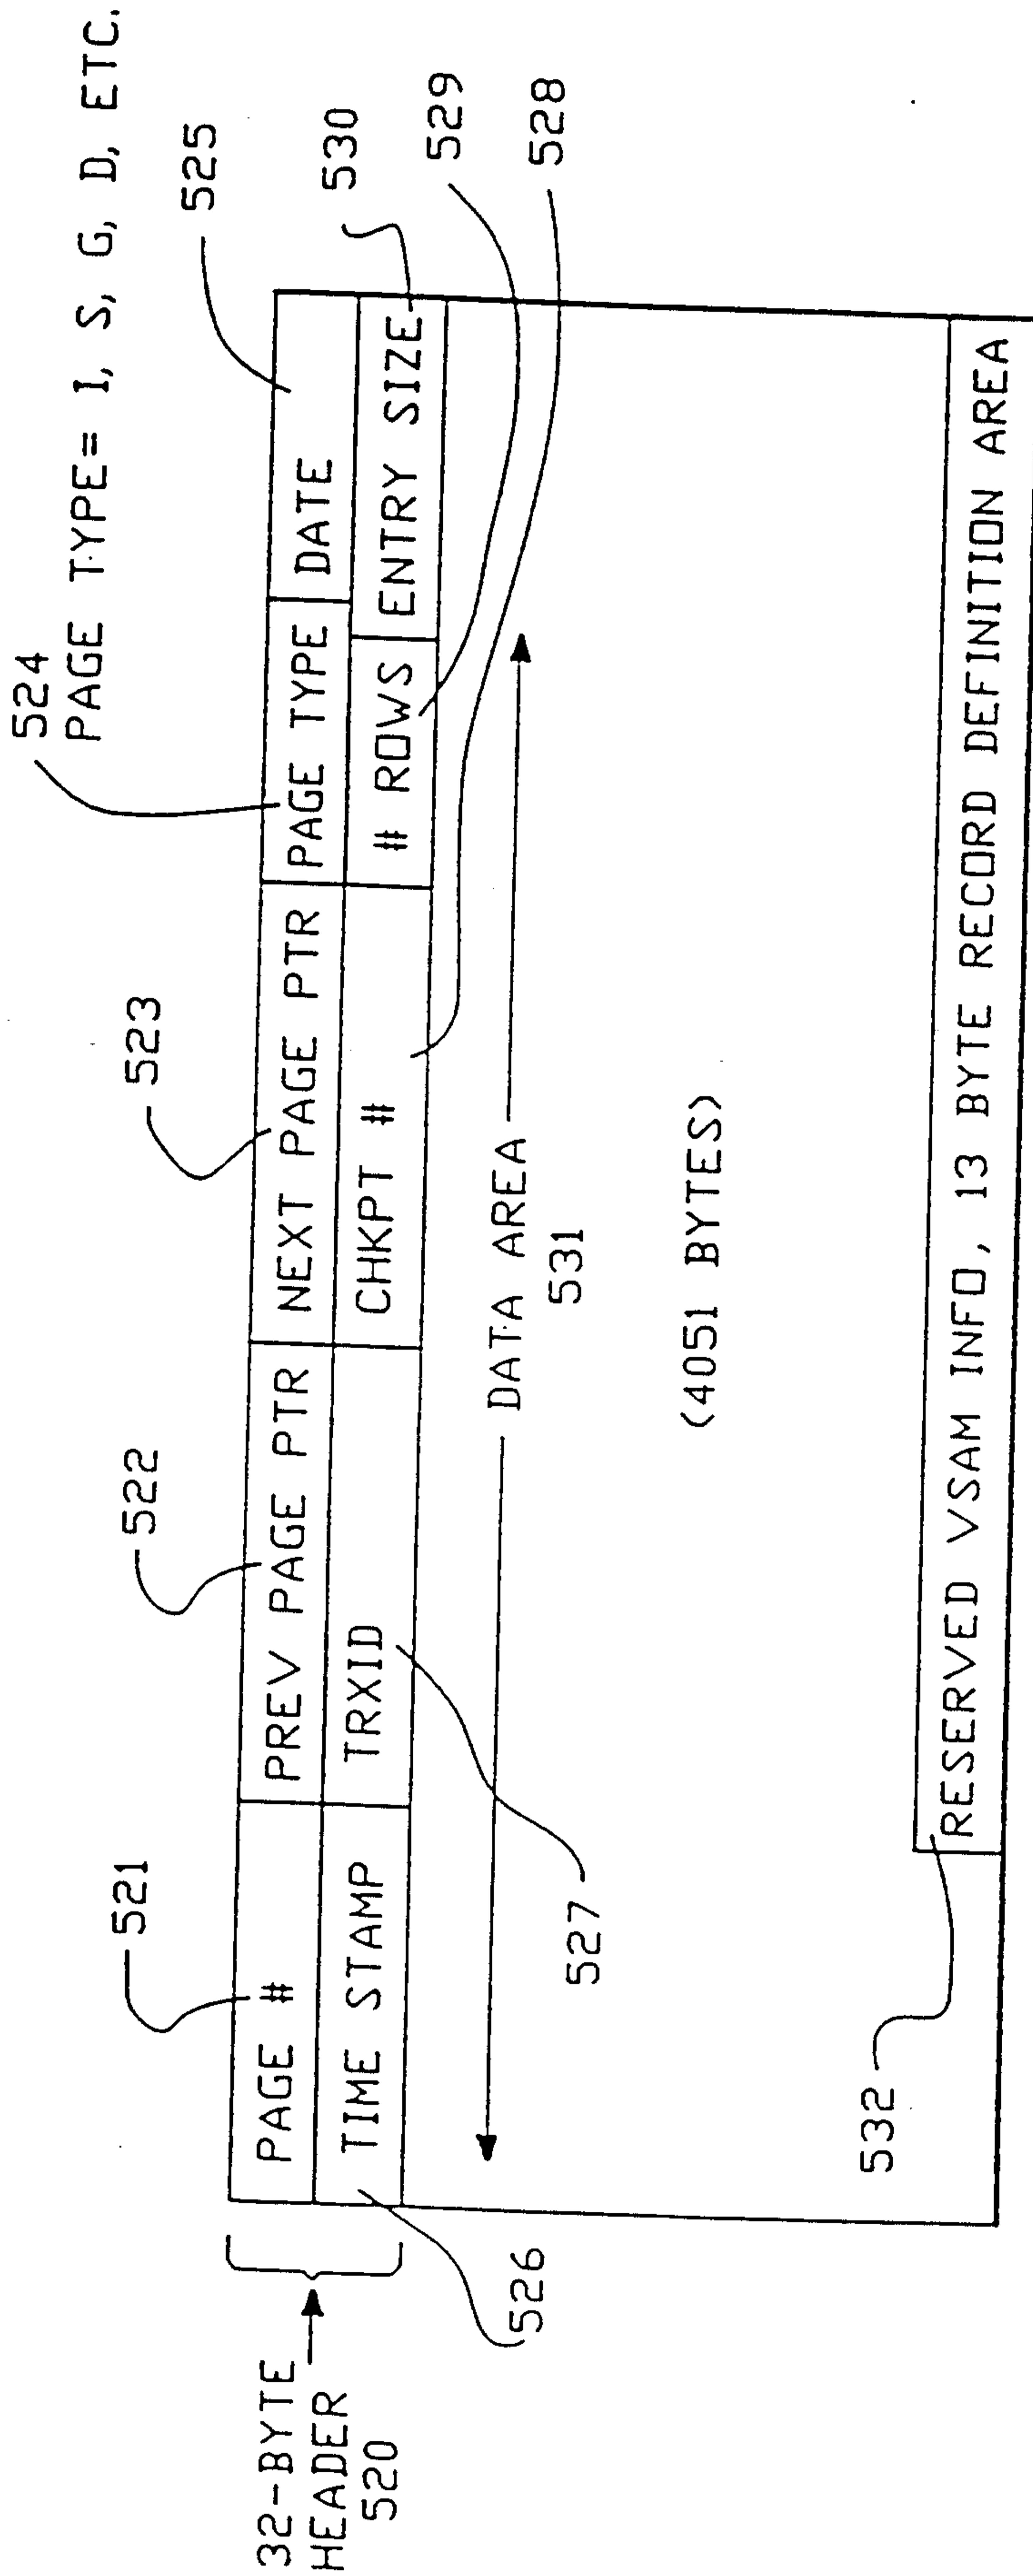 524
PAGE TYPE= I, S, G, D, ETC.
521
522
523
525
PAGE #
PREV PAGE PTR
NEXT PAGE PTR
PAGE TYPE
DATE
530
32-BYTE
HEADER
520
TIME STAMP
TRXID
CHKPT #
# ROWS
ENTRY SIZE
529
528
526
527
DATA AREA
531
(4051 BYTES)
532
RESERVED VSAM INFO, 13 BYTE RECORD DEFINITION AREA